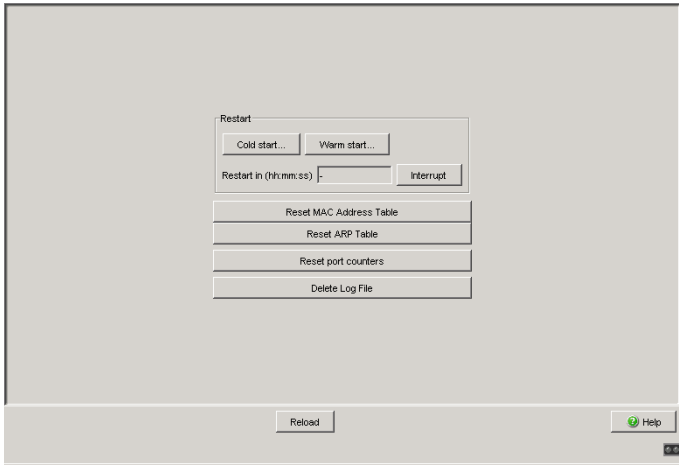 Restart
Cold start... Warm start...
Restart in (hh:mm:ss) - Interrupt
Reset MAC Address Table
Reset ARP Table
Reset port counters
Delete Log File
Reload Help